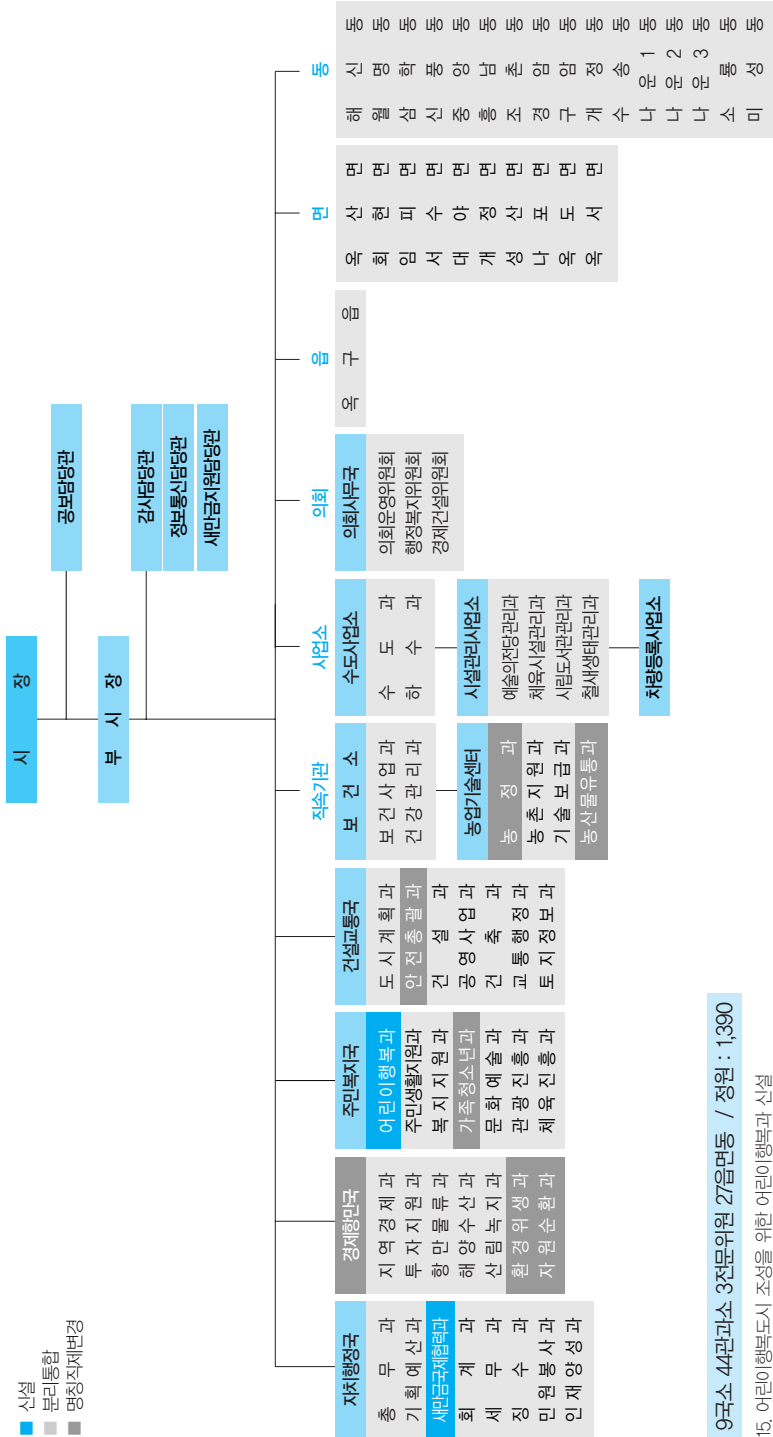 신설
분리통합
명칭직제변경
시 장
공보담당관
부 시 장
감사담당관
정보통신담당관
새만금지원담당관
자치행정국
총 무 과
기획예산과
새만금국제협력과
회 계 과
세 무 과
징 수 과
민원봉사과
인재양성과
경제항만국
지역경제과
투자지원과
항만물류과
해양수산과
산림녹지과
환경위생과
자원순환과
주민복지국
어린이행복과
주민생활지원과
복지지원과
가족청소년과
문화예술과
관광진흥과
체육진흥과
건설교통국
도시계획과
안전총괄과
건 설 과
공영사업과
건 축 과
교통행정과
토지정보과
직속기관
보 건 소
보건사업과
건강관리과
농업기술센터
농 정 과
농촌지원과
기술보급과
농산물유통과
사업소
수도사업소
수 도 과
하 수 과
시설관리사업소
예술의전당관리과
체육시설관리과
시립도서관관리과
철새생태관리과
차량등록사업소
의회
의회사무국
의회운영위원회
행정복지위원회
경제건설위원회
읍
옥 구 읍
면
옥 산 면
회 현 면
임 피 면
서 수 면
대 야 면
개 정 면
성 산 면
나 포 면
옥 도 면
옥 서 면
동
해 신 동
월 명 동
삼 학 동
신 풍 동
중 앙 동
흥 남 동
조 촌 동
경 암 동
구 암 동
개 정 동
수 송 동
나 운 1 동
나 운 2 동
나 운 3 동
소 룡 동
미 성 동
9국소 44관과소 3전문위원 27읍면동 / 정원 : 1,390
15. 어린이행복도시 조성을 위한 어린이행복과 신설